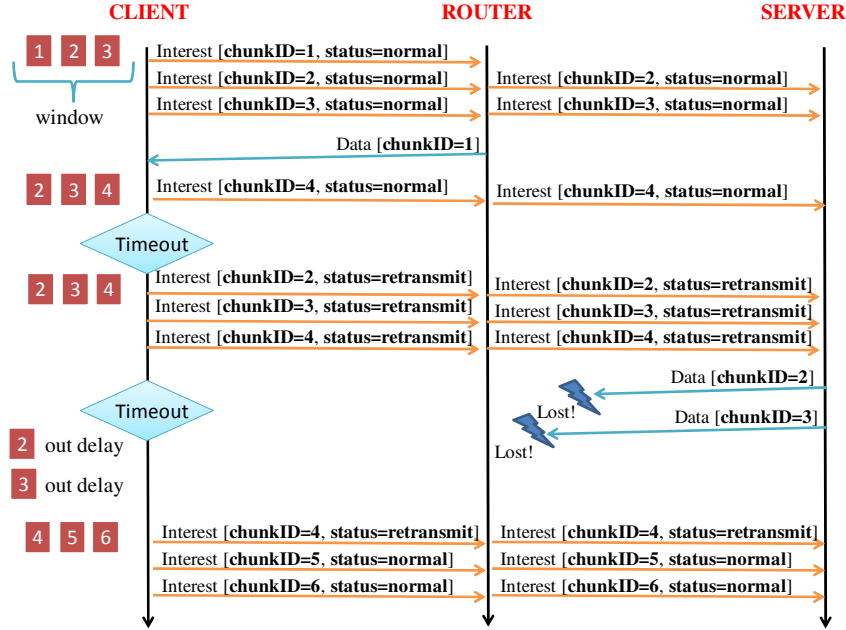 CLIENT ROUTER SERVER
1 2 3
Interest [chunkID=1, status=normal]
Interest [chunkID=2, status=normal] Interest [chunkID=2, status=normal]
Interest [chunkID=3, status=normal] Interest [chunkID=3, status=normal]
window
Data [chunkID=1]
2 3 4
Interest [chunkID=4, status=normal] Interest [chunkID=4, status=normal]
Timeout
2 3 4
Interest [chunkID=2, status=retransmit] Interest [chunkID=2, status=retransmit]
Interest [chunkID=3, status=retransmit] Interest [chunkID=3, status=retransmit]
Interest [chunkID=4, status=retransmit] Interest [chunkID=4, status=retransmit]
Data [chunkID=2]
Timeout
Lost!
Data [chunkID=3]
2 out delay
Lost!
3 out delay
4 5 6
Interest [chunkID=4, status=retransmit] Interest [chunkID=4, status=retransmit]
Interest [chunkID=5, status=normal] Interest [chunkID=5, status=normal]
Interest [chunkID=6, status=normal] Interest [chunkID=6, status=normal]